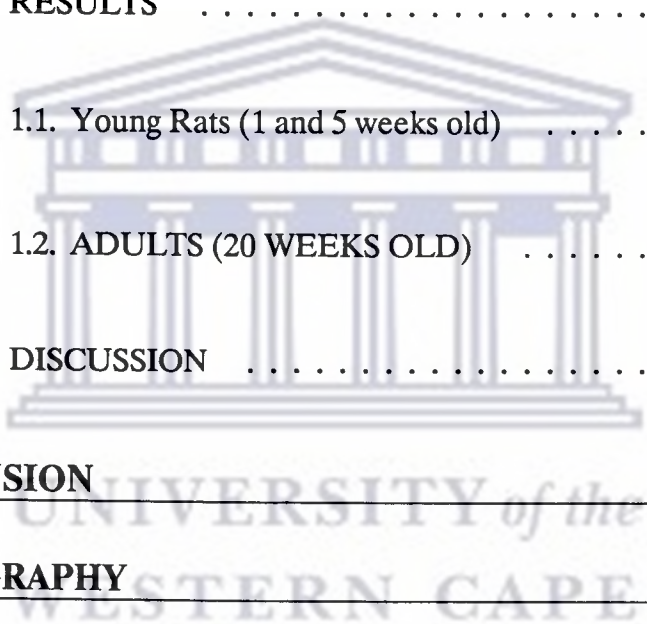 RESULTS . . . . . . . . . . . . . . . . . . . .
1.1. Young Rats (1 and 5 weeks old) . . . . .
1.2. ADULTS (20 WEEKS OLD) . . . . . .
DISCUSSION . . . . . . . . . . . . . . . . . .
SION
UNIVERSITY of the
GRAPHY
WESTERN CAPE